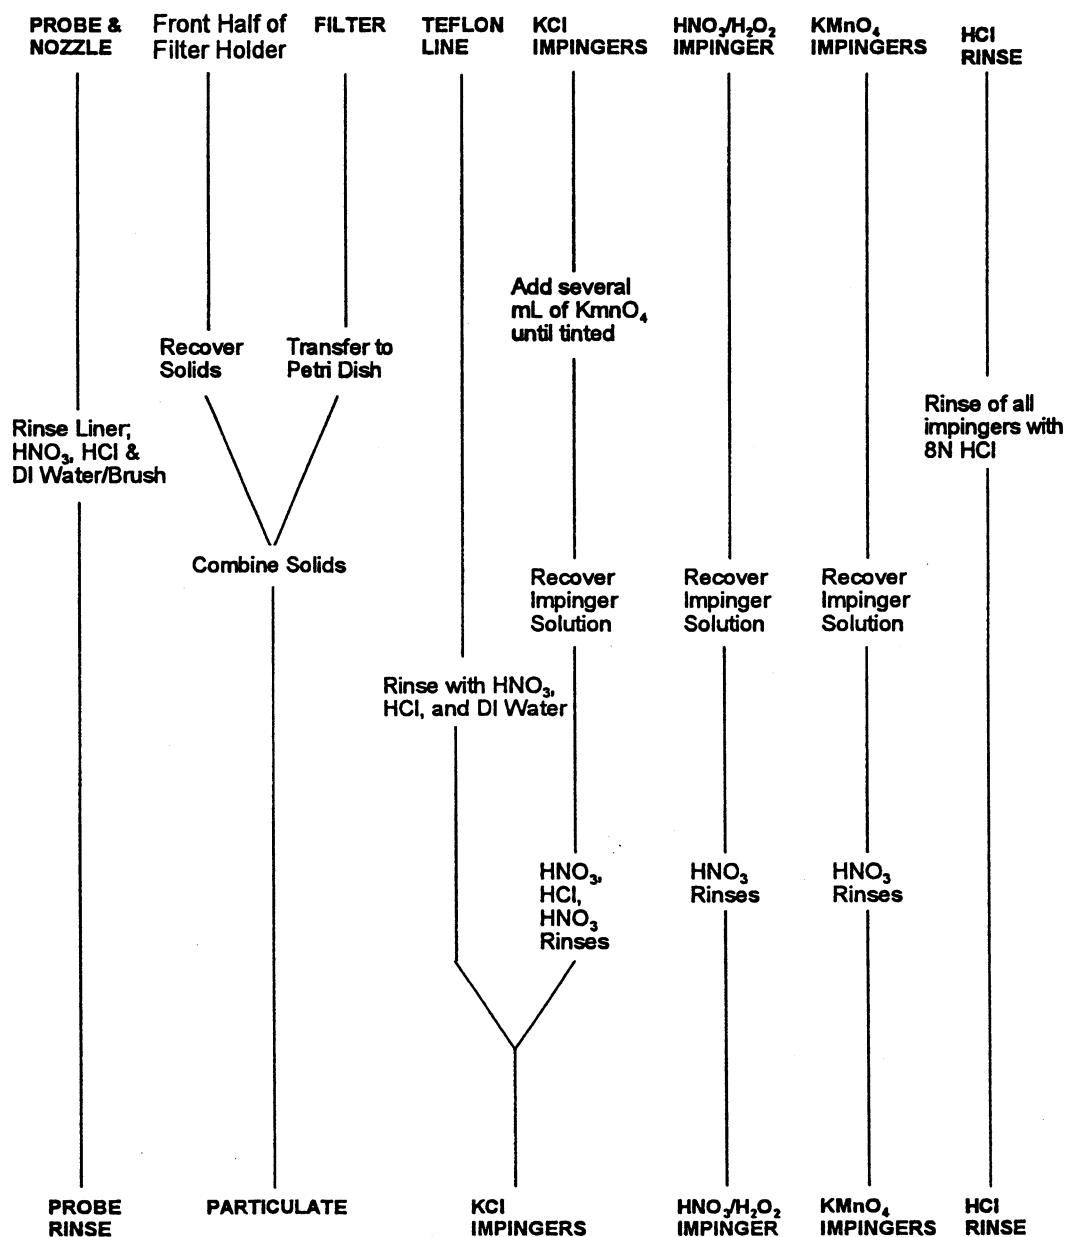 PROBE &
NOZZLE
Front Half of
Filter Holder
FILTER
TEFLON
LINE
KCl
IMPINGERS
HNO₃/H₂O₂
IMPINGER
KMnO₄
IMPINGERS
HCl
RINSE
Add several
mL of KmnO₄
until tinted
Recover
Solids
Transfer to
Petri Dish
Rinse Liner;
HNO₃, HCl &
DI Water/Brush
Rinse of all
impingers with
8N HCl
Combine Solids
Recover
Impinger
Solution
Recover
Impinger
Solution
Recover
Impinger
Solution
Rinse with HNO₃,
HCl, and DI Water
HNO₃,
HCl,
HNO₃
Rinses
HNO₃
Rinses
HNO₃
Rinses
PROBE
RINSE
PARTICULATE
KCl
IMPINGERS
HNO₃/H₂O₂
IMPINGER
KMnO₄
IMPINGERS
HCl
RINSE